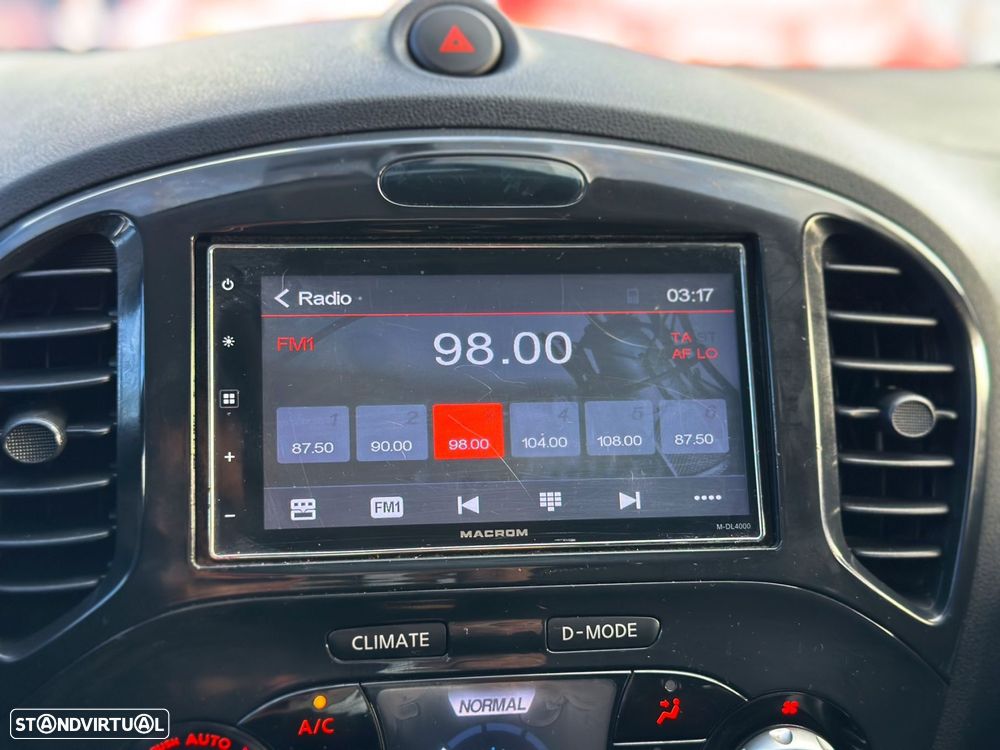 Radio 03:17
FM1 98.00 TA ST
AF LO
1 2 3 4 5 6
87.50 90.00 98.00 104.00 108.00 87.50
FM1
MACROM M-DL4000
CLIMATE D-MODE
NORMAL
A/C
AUTO
STANDVIRTUAL